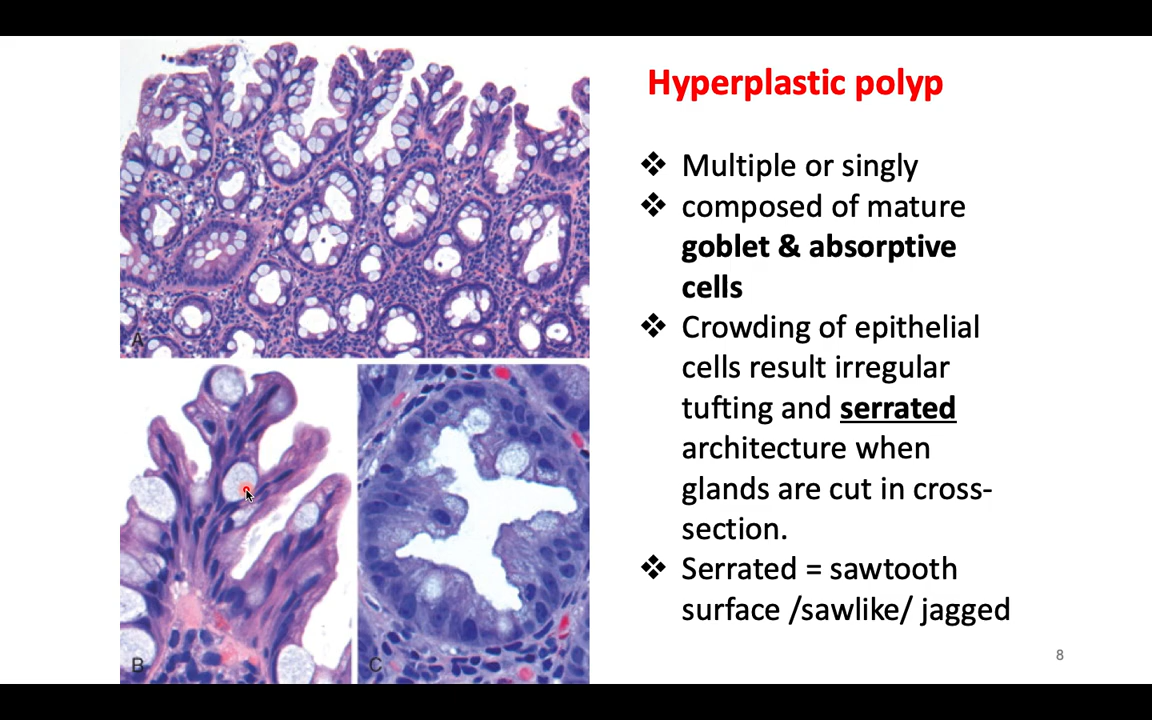 Hyperplastic polyp
❖ Multiple or singly
❖ composed of mature
goblet & absorptive
cells
❖ Crowding of epithelial
cells result irregular
tufting and serrated
architecture when
glands are cut in cross-
section.
❖ Serrated = sawtooth
surface /sawlike/ jagged
A
B
C
8